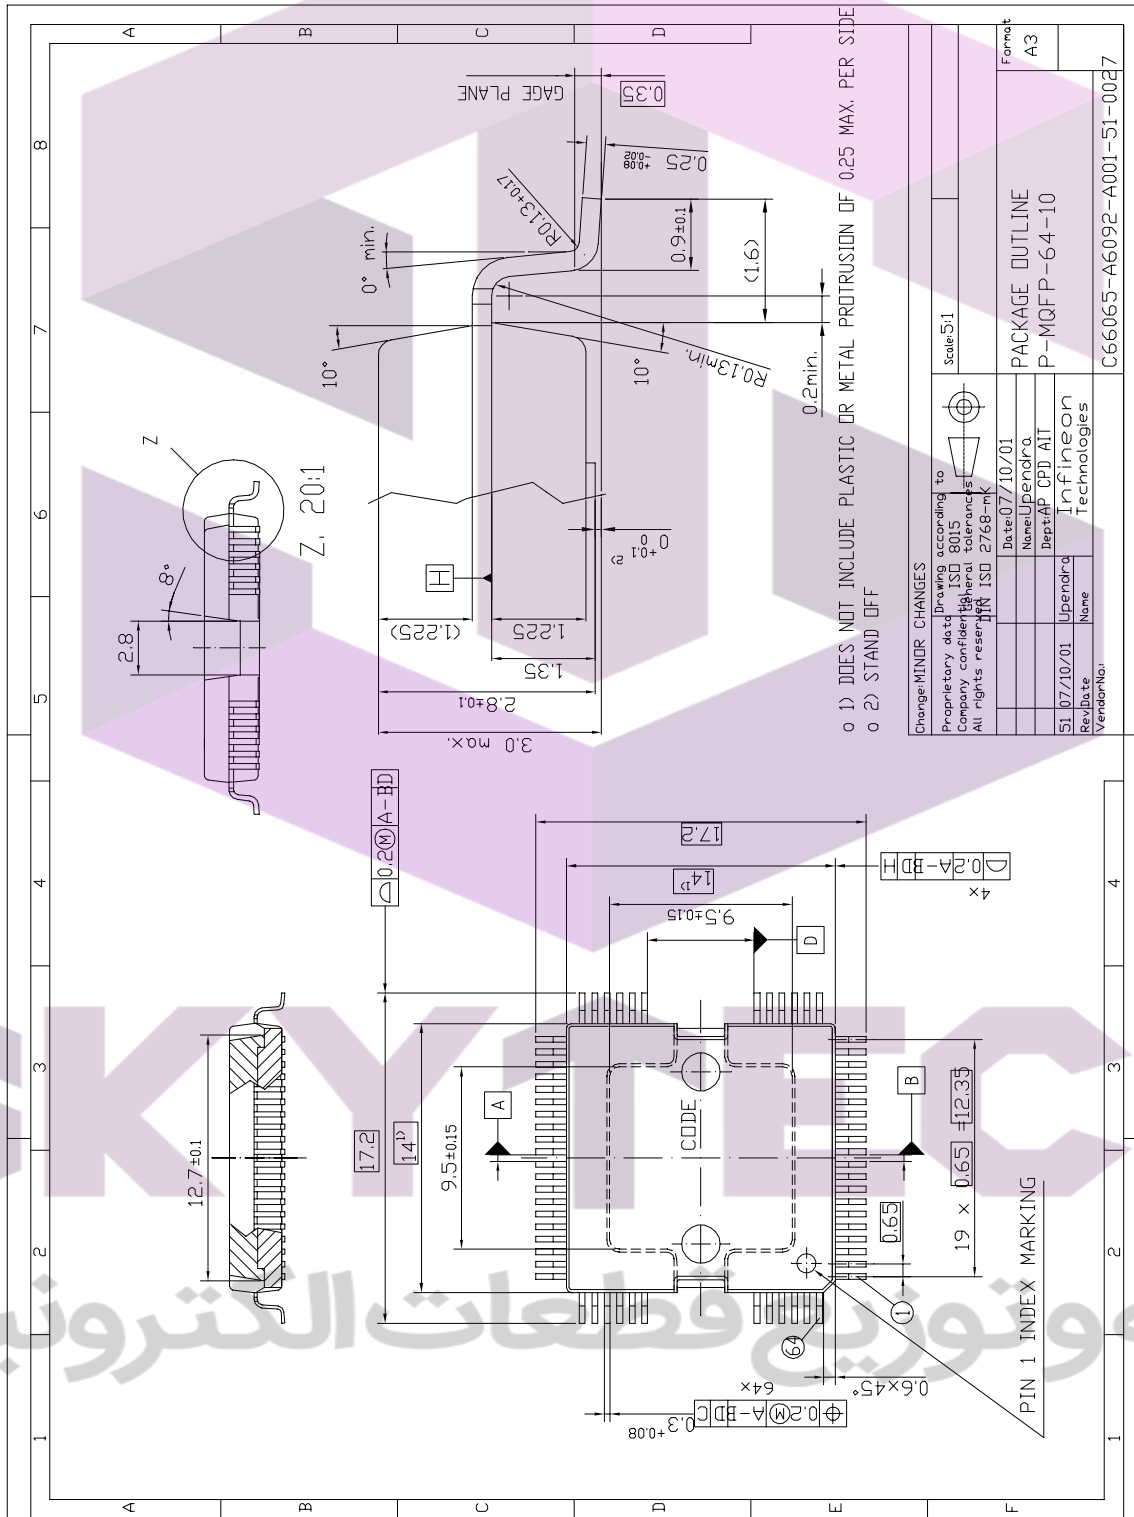 1
2
3
4
5
6
7
8
A
B
C
D
A
B
C
D
E
F
1
2
3
4
12.7±0.1
2.8
8°
Z
Z, 20:1
10°
0° min.
R0.13+0.17
GAGE PLANE
0.35
0.25 +0.08 -0.02
0.9±0.1
(1.6)
0.2min.
R0.13min.
10°
H
(1.225)
1.225
1.35
2.8±0.1
3.0 max.
0 +0.1 0 2)
17.2
14 1)
9.5±0.15
A
⌓ 0.2 Ⓜ A-B D
CODE
17.2
14 1)
9.5±0.15
D
⌓ 0.2 A-B D H
4x
B
0.65
19 x 0.65 =12.35
1
64
0.6x45°
0.3 +0.08
⌖ 0.2 Ⓜ A-B D C
64x
PIN 1 INDEX MARKING
o 1) DOES NOT INCLUDE PLASTIC OR METAL PROTRUSION OF 0.25 MAX. PER SIDE
o 2) STAND OFF
Change:MINOR CHANGES
Proprietary data
Company confidential
All rights reserved
Drawing according to
ISO 8015
General tolerances
DIN ISO 2768-mK
Scale:5:1
Date:07/10/01
Name:Upendra
Dept:AP CPD AIT
PACKAGE OUTLINE
P-MQFP-64-10
Format
A3
51 07/10/01 Upendra
Rev.Date Name
Infineon
Technologies
VendorNo.:
C66065-A6092-A001-51-0027
SKYTEC
وتوزیع قطعات